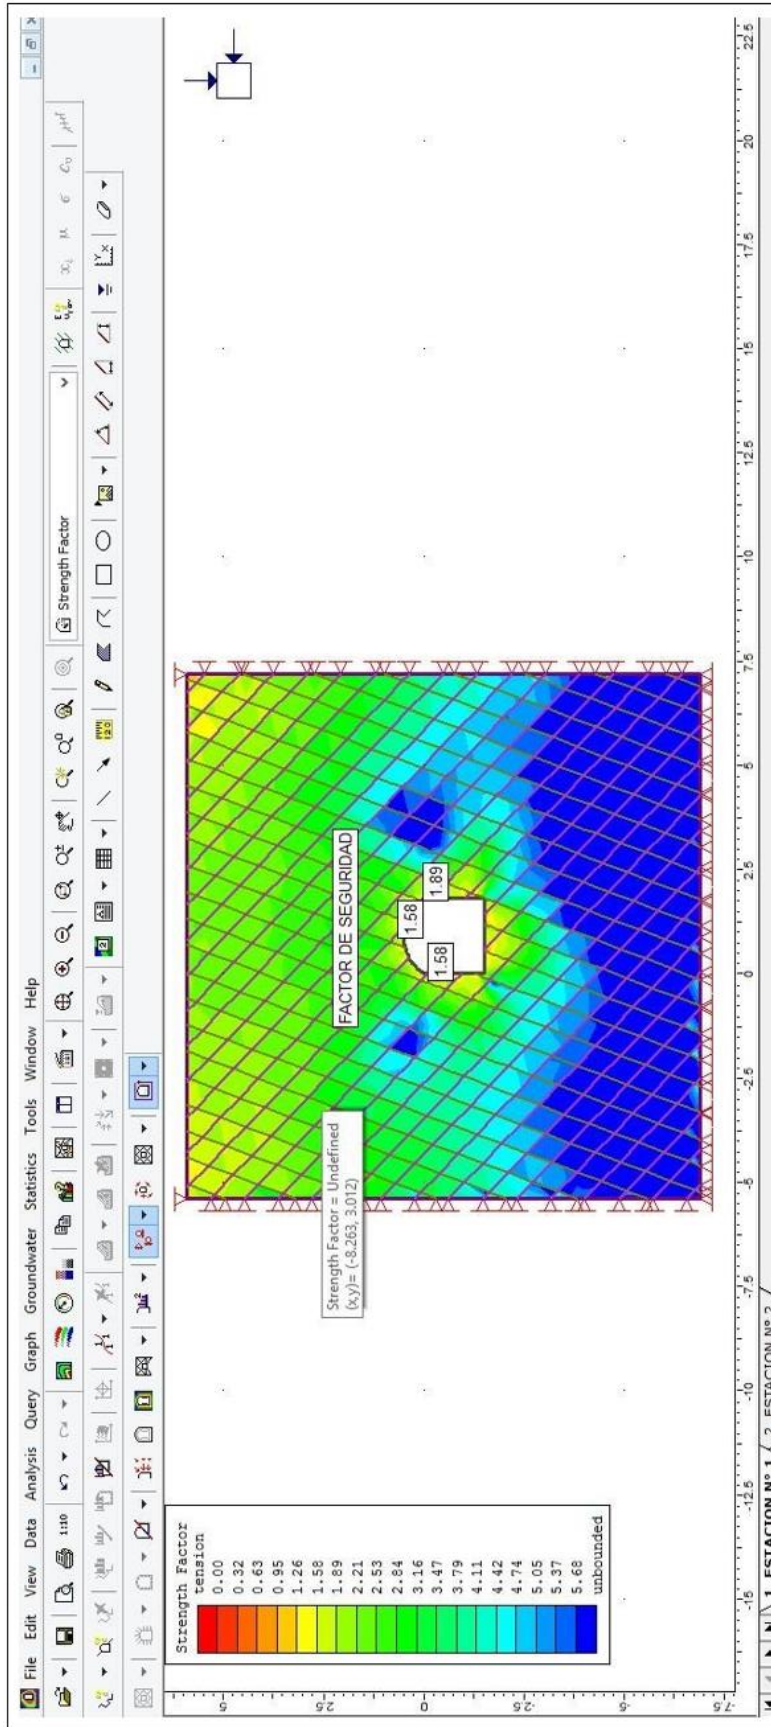 File Edit View Data Analysis Query Graph Groundwater Statistics Tools Window Help
1:10
Strength Factor
Strength Factor
tension
0.00
0.32
0.63
0.95
1.26
1.58
1.89
2.21
2.53
2.84
3.16
3.47
3.79
4.11
4.42
4.74
5.05
5.37
5.68
unbounded
Strength Factor = Undefined
(x,y)= (-8.263, 3.012)
FACTOR DE SEGURIDAD
1.58
1.58
1.89
5
2.5
0
-2.5
-5
-7.5
-15 -12.5 -10 -7.5 -5 -2.5 0 2.5 5 7.5 10 12.5 15 17.5 20 22.5
1. ESTACION N° 1 2. ESTACION N° 2